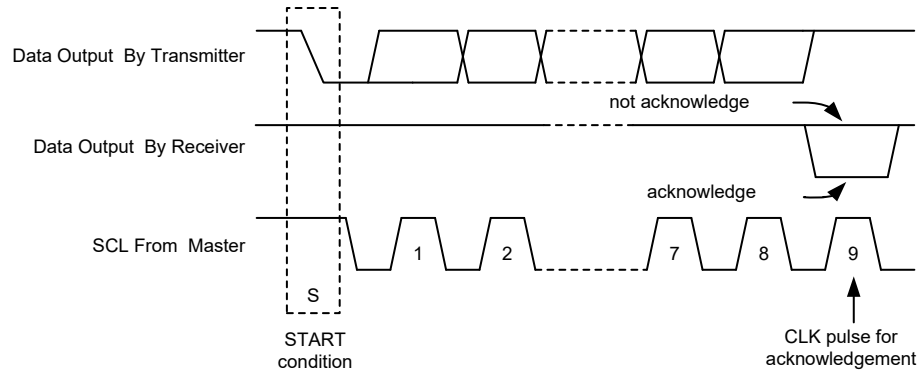 Data Output By Transmitter
not acknowledge
Data Output By Receiver
acknowledge
SCL From Master
1
2
7
8
9
S
START
condition
CLK pulse for
acknowledgement